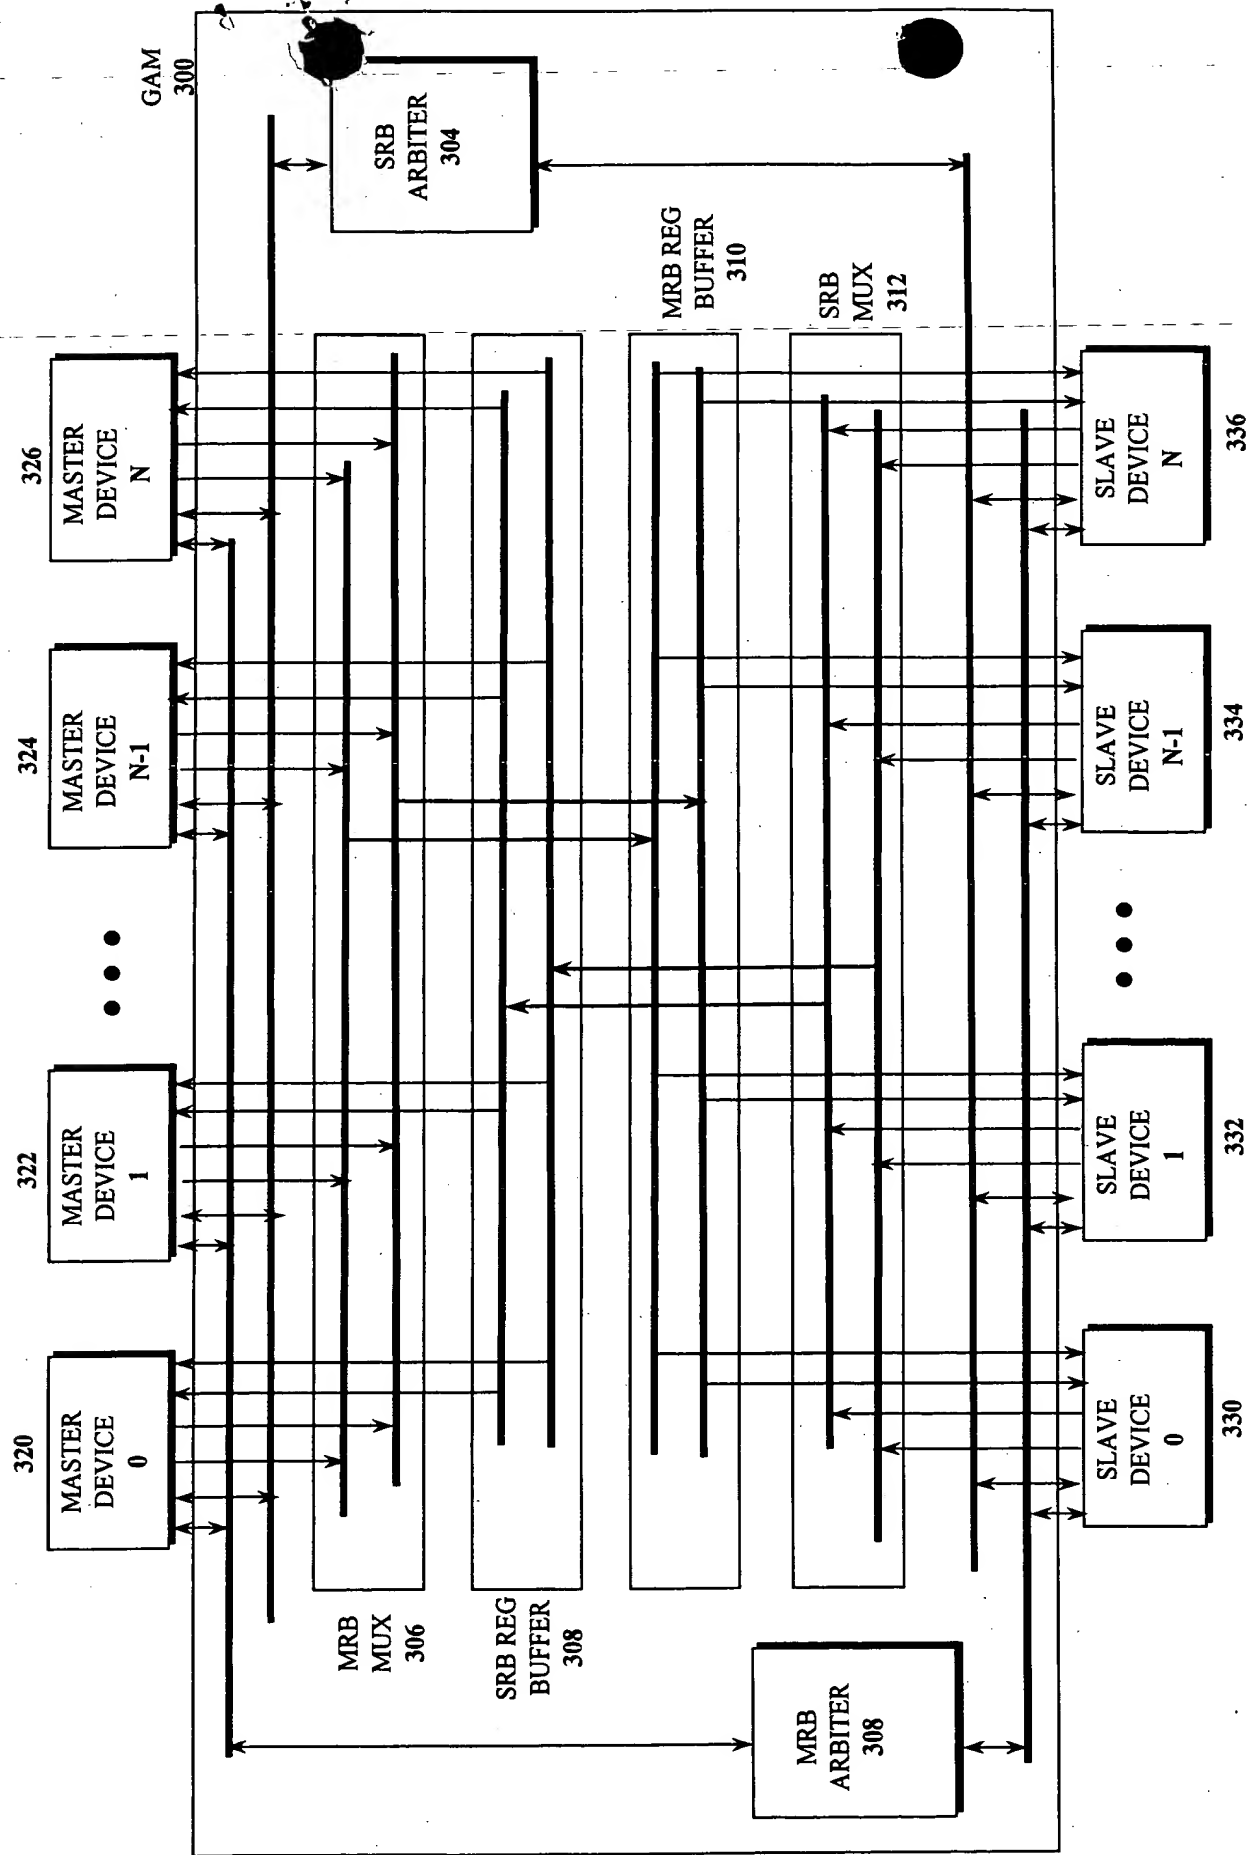 320
322
324
326
MASTER
DEVICE
0
MASTER
DEVICE
1
MASTER
DEVICE
N-1
MASTER
DEVICE
N
GAM
300
MRB
MUX
306
SRB
ARBITER
304
SRB REG
BUFFER
308
MRB REG
BUFFER
310
MRB
ARBITER
308
SRB
MUX
312
SLAVE
DEVICE
0
SLAVE
DEVICE
1
SLAVE
DEVICE
N-1
SLAVE
DEVICE
N
330
332
334
336